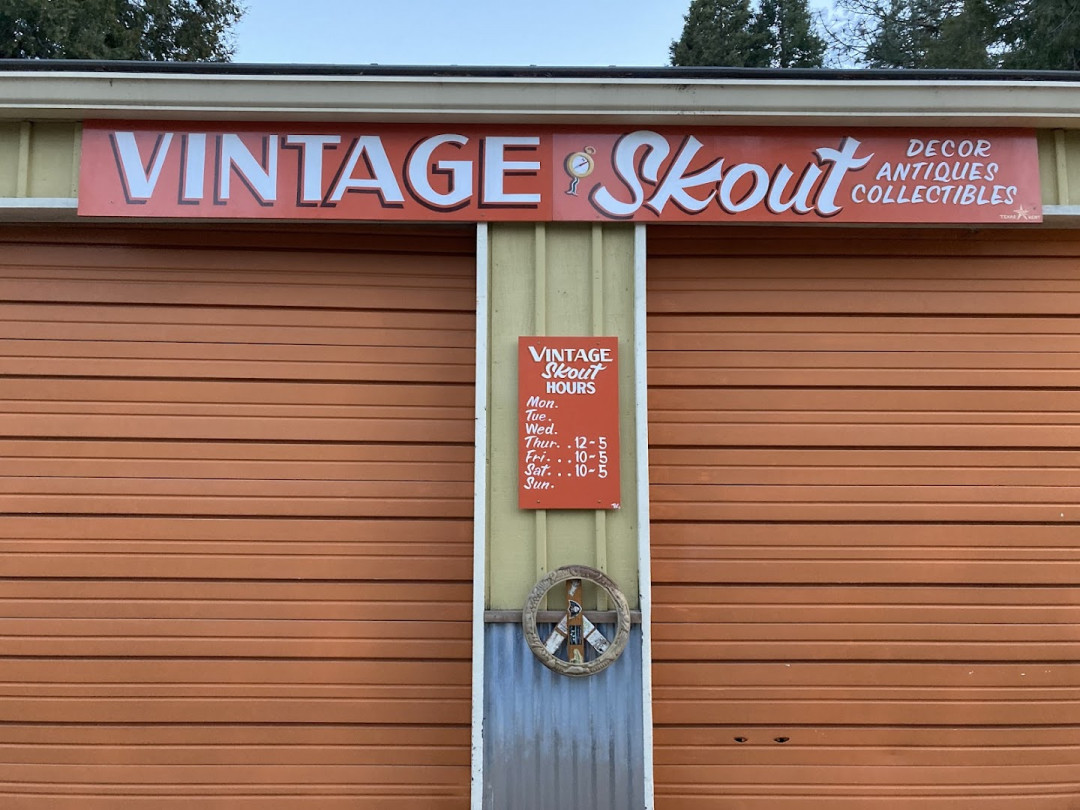 VINTAGE Skout
DECOR
ANTIQUES
COLLECTIBLES
VINTAGE
Skout
HOURS
Mon.
Tue.
Wed.
Thur. . 12-5
Fri. . . 10-5
Sat. . . 10-5
Sun.